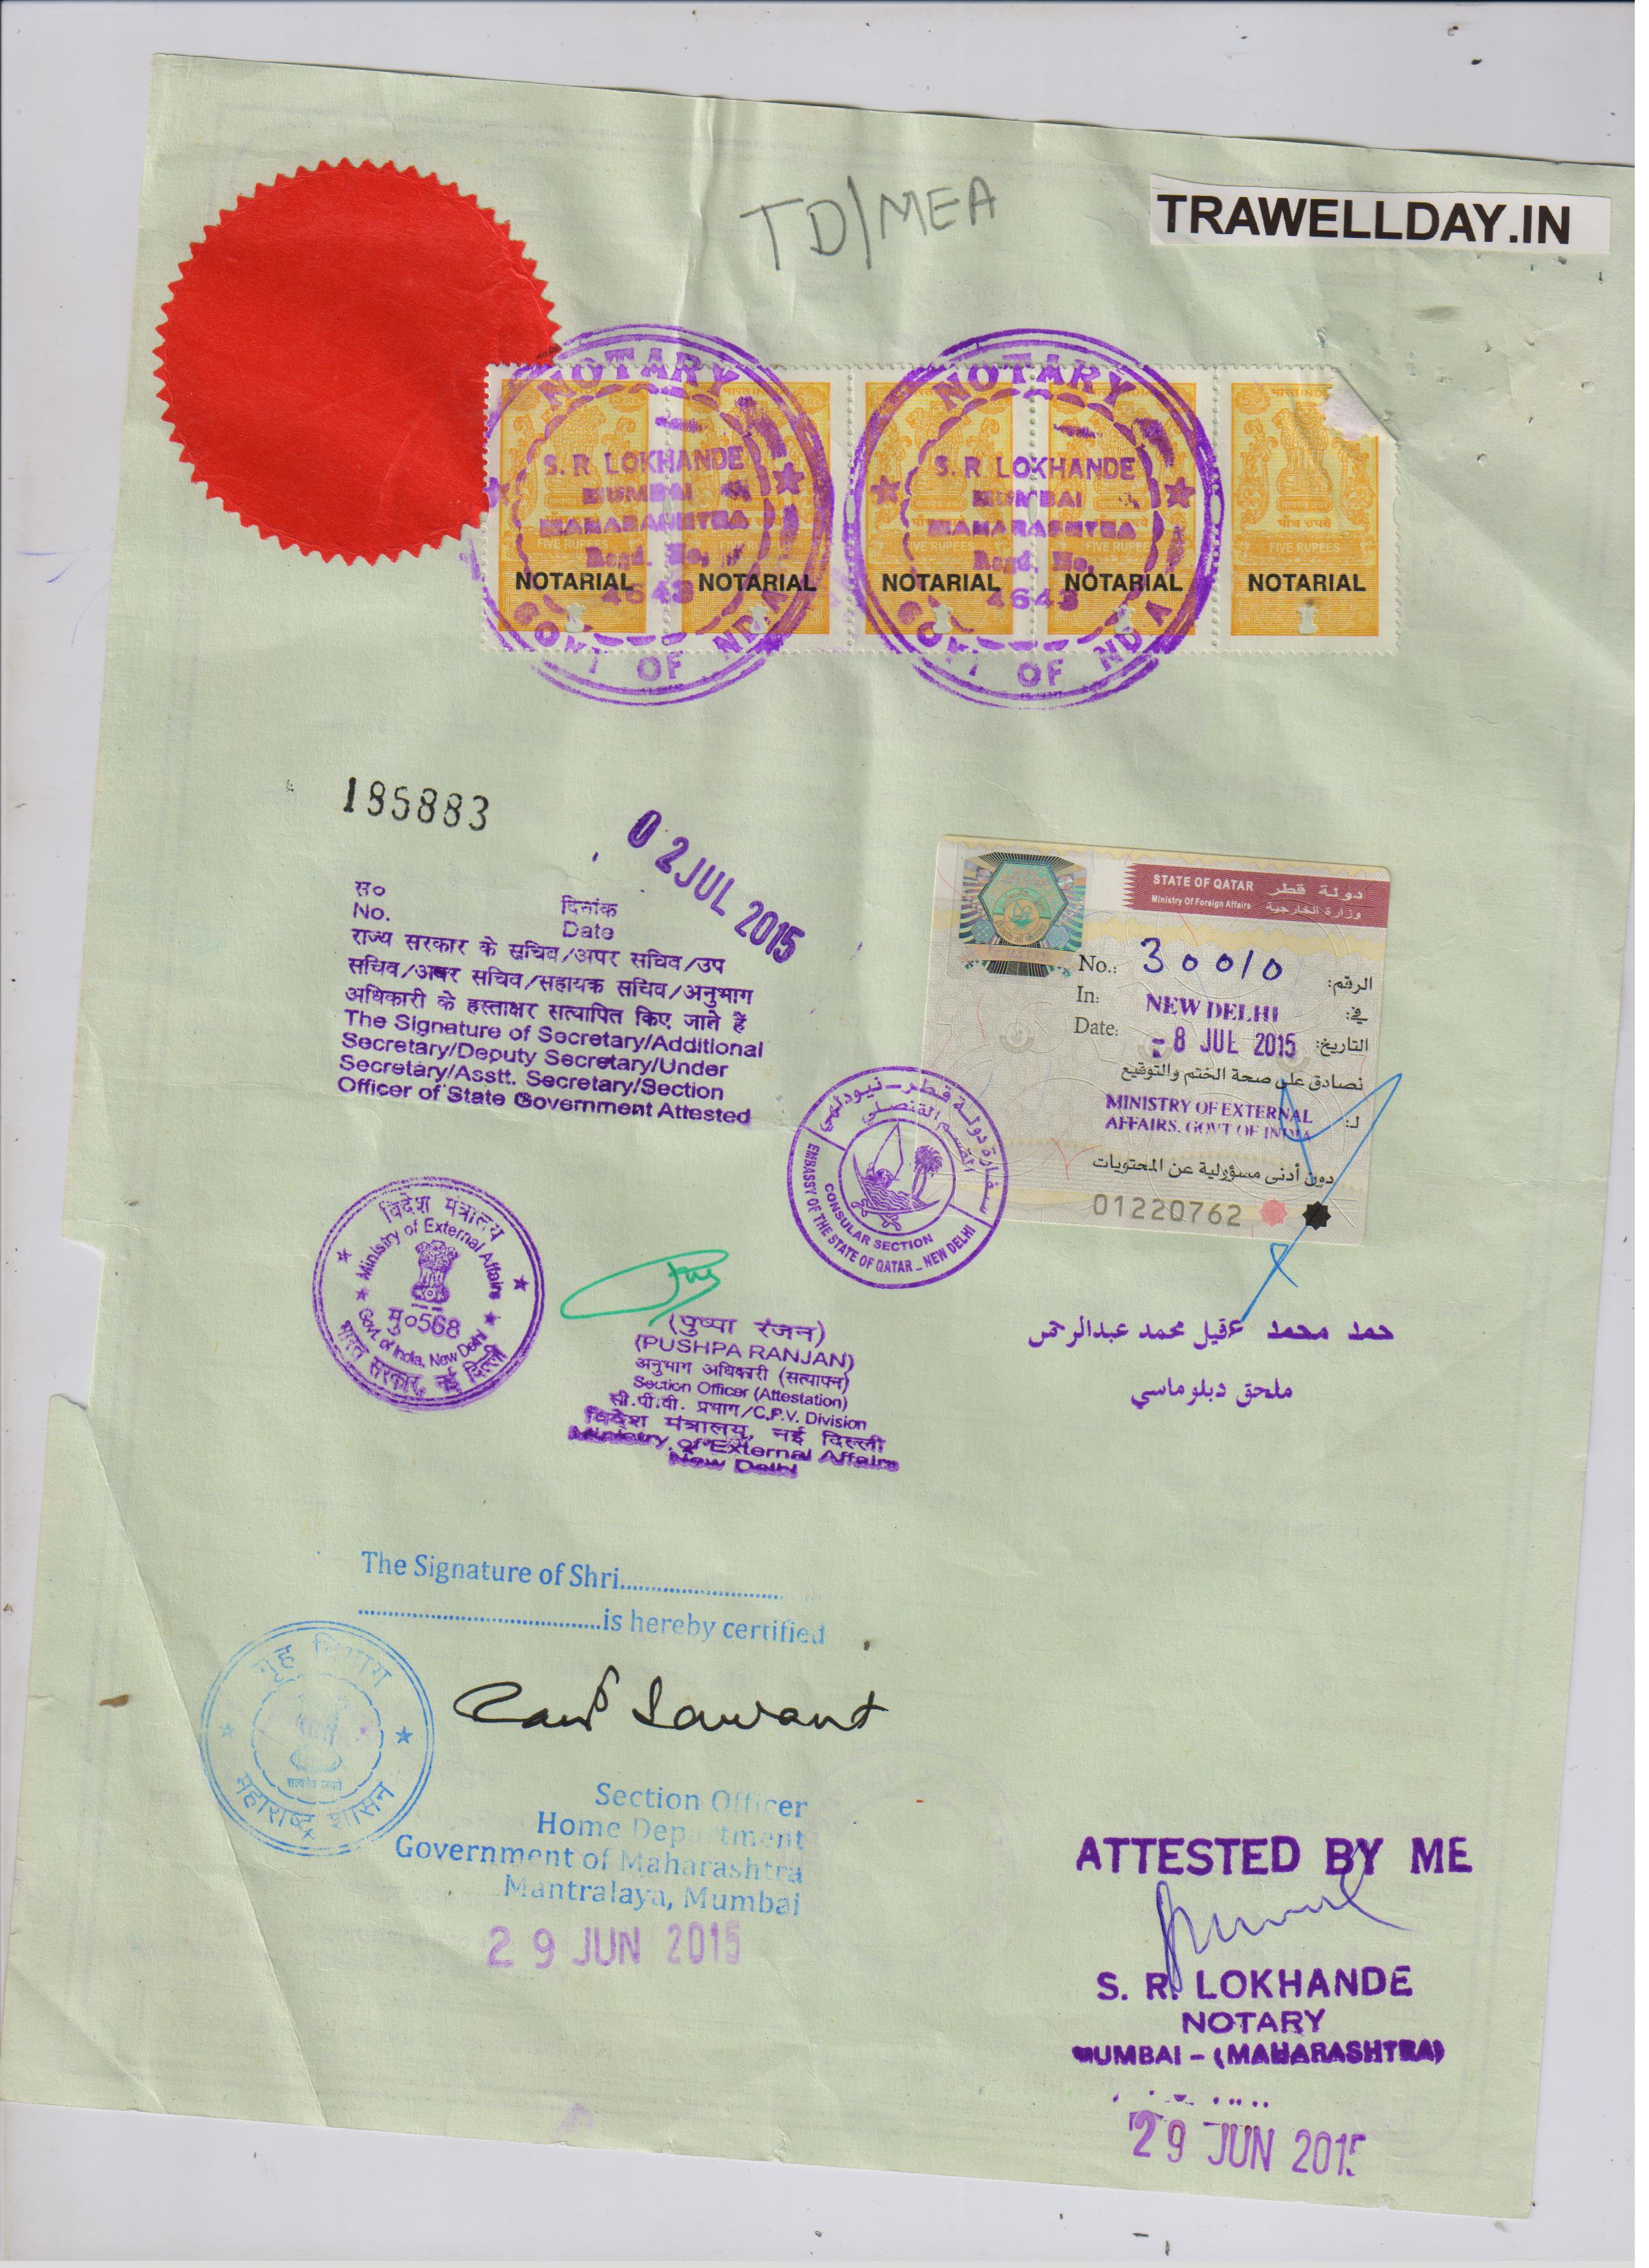 TD/MEA
TRAWELLDAY.IN
NOTARY
S. R. LOKHANDE
MUMBAI
MAHARASHTRA
Regd. No.
4643
GOVT OF INDIA
NOTARY
S. R. LOKHANDE
MUMBAI
MAHARASHTRA
Regd. No.
4643
GOVT OF INDIA
पाँच रुपये
FIVE RUPEES FIVE RUPEES FIVE RUPEES FIVE RUPEES FIVE RUPEES
NOTARIAL NOTARIAL NOTARIAL NOTARIAL NOTARIAL
185883
02 JUL 2015
स०
No.
दिनांक
Date
राज्य सरकार के सचिव/अपर सचिव/उप
सचिव/अवर सचिव/सहायक सचिव/अनुभाग
अधिकारी के हस्ताक्षर सत्यापित किए जाते हैं
The Signature of Secretary/Additional
Secretary/Deputy Secretary/Under
Secretary/Asstt. Secretary/Section
Officer of State Government Attested
STATE OF QATAR دولة قطر
Ministry Of Foreign Affairs وزارة الخارجية
No.: 30010 الرقم:
In: NEW DELHI في:
Date: - 8 JUL 2015 التاريخ:
نصادق على صحة الختم والتوقيع
MINISTRY OF EXTERNAL
AFFAIRS. GOVT OF INDIA
لـ:
دون أدنى مسؤولية عن المحتويات
01220762
سفارة دولة قطر - نيودلهي
القسم القنصلي
CONSULAR SECTION
EMBASSY OF THE STATE OF QATAR - NEW DELHI
حمد محمد عقيل محمد عبدالرحمن
ملحق دبلوماسي
विदेश मंत्रालय
Ministry of External Affairs
मु०568
Govt. of India, New Delhi
भारत सरकार, नई दिल्ली
(पुष्पा रंजन)
(PUSHPA RANJAN)
अनुभाग अधिकारी (सत्यापन)
Section Officer (Attestation)
सी.पी.वी. प्रभाग/C.P.V. Division
विदेश मंत्रालय, नई दिल्ली
Ministry of External Affairs
New Delhi
The Signature of Shri..............................
..............................is hereby certified
गृह विभाग
सत्यमेव जयते
महाराष्ट्र शासन
Sawant
Section Officer
Home Department
Government of Maharashtra
Mantralaya, Mumbai
29 JUN 2015
ATTESTED BY ME
S. R. LOKHANDE
NOTARY
MUMBAI - (MAHARASHTRA)
29 JUN 2015